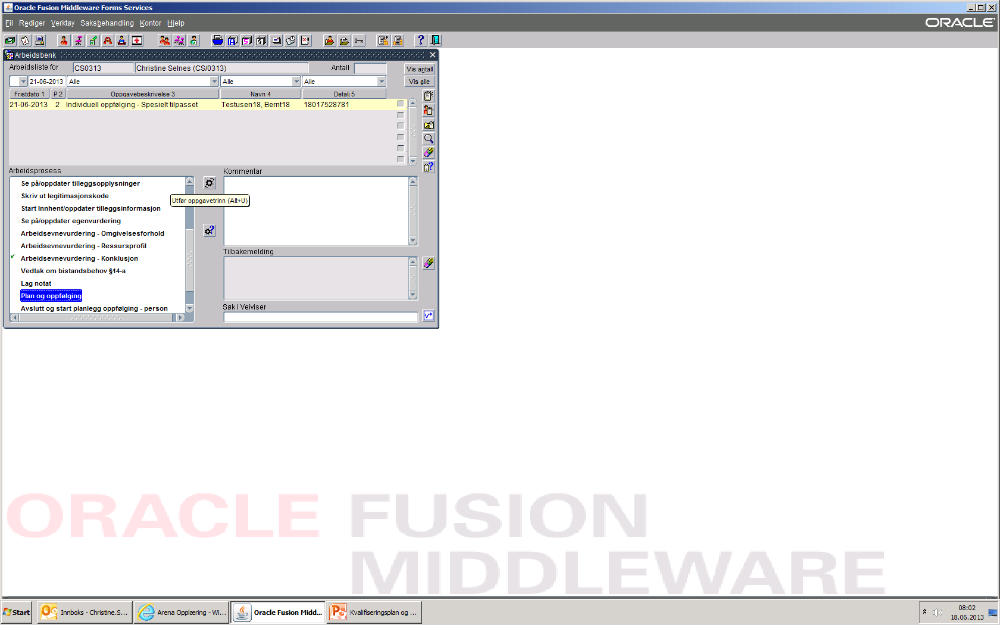 Oracle Fusion Middleware Forms Services
Fil Rediger Verktøy Saksbehandling Kontor Hjelp
ORACLE
Arbeidsbenk
Arbeidsliste for CS0313 Christine Selnes (CS/0313) Antall Vis antall
21-06-2013 Alle Alle Alle Vis alle
Fristdato 1 P 2 Oppgavebeskrivelse 3 Navn 4 Detalj 5
21-06-2013 2 Individuell oppfølging - Spesielt tilpasset Testusen18, Bernt18 18017528781
Arbeidsprosess
Se på/oppdater tilleggsopplysninger
Skriv ut legitimasjonskode
Start Innhent/oppdater tilleggsinformasjon
Se på/oppdater egenvurdering
Arbeidsevnevurdering - Omgivelsesforhold
Arbeidsevnevurdering - Ressursprofil
Arbeidsevnevurdering - Konklusjon
Vedtak om bistandsbehov §14-a
Lag notat
Plan og oppfølging
Avslutt og start planlegg oppfølging - person
Utfør oppgavetrinn (Alt+U)
Kommentar
Tilbakemelding
Søk i Veiviser
ORACLE FUSION
MIDDLEWARE
Start Innboks - Christine.S... Arena Opplæring - Wi... Oracle Fusion Midd... Kvalifiseringsplan og ... 08:02
18.06.2013